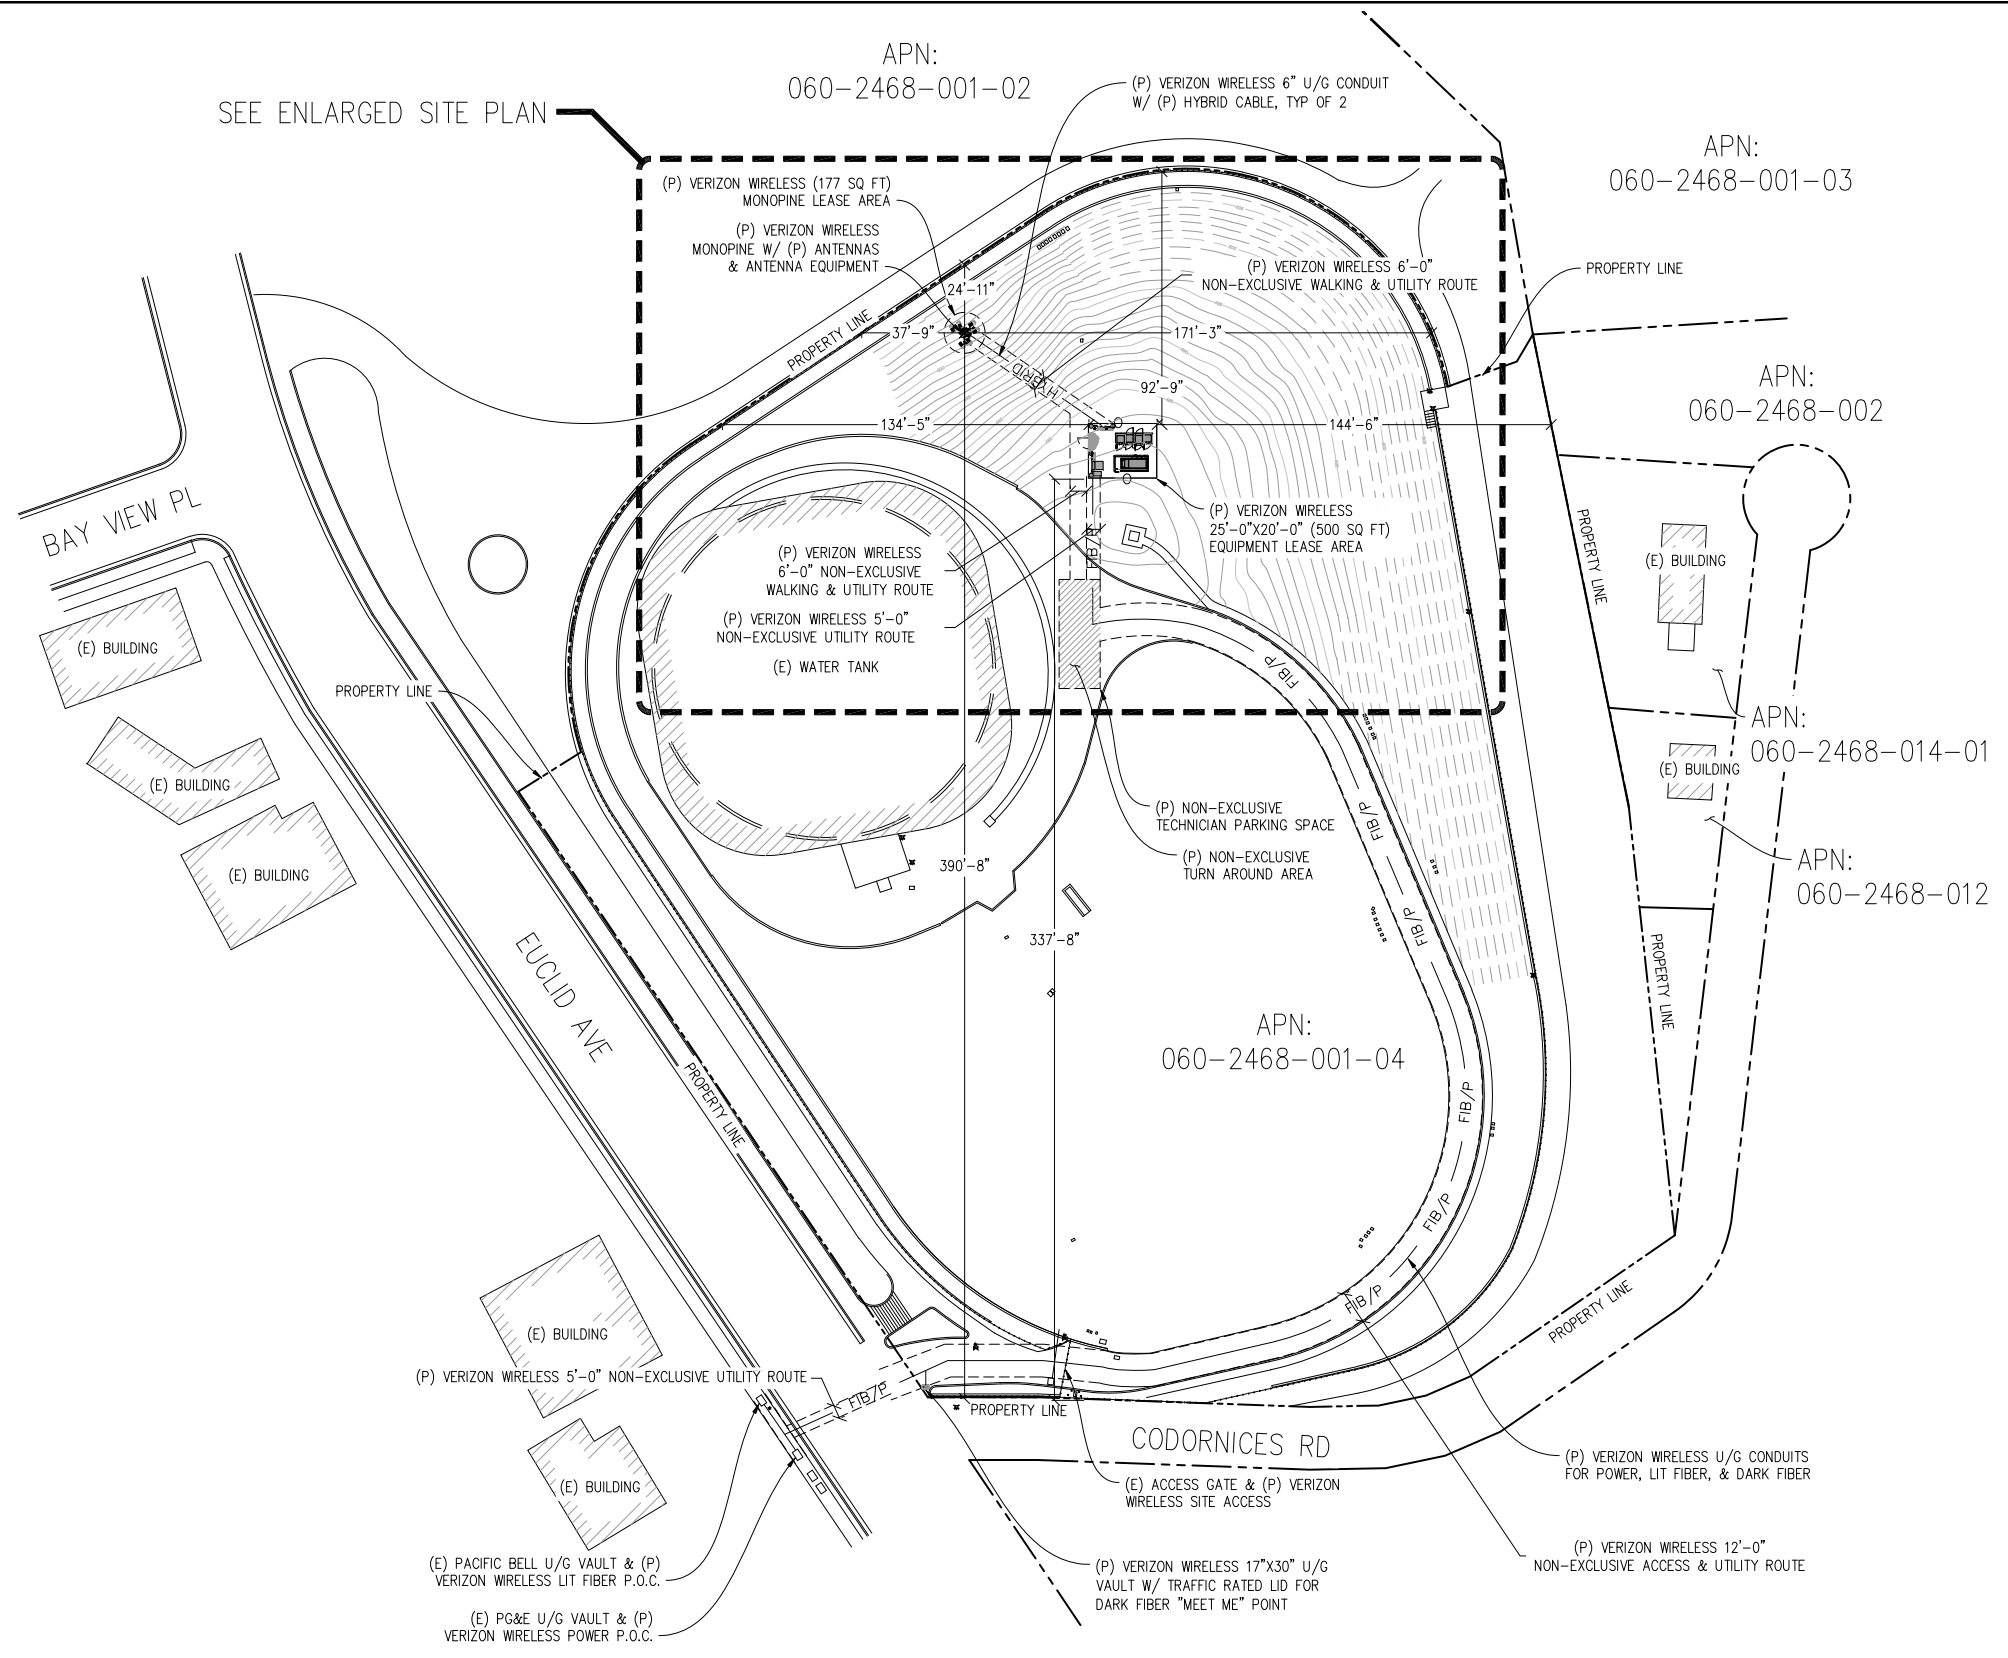 APN:
060-2468-001-02
SEE ENLARGED SITE PLAN
(P) VERIZON WIRELESS 6" U/G CONDUIT
W/ (P) HYBRID CABLE, TYP OF 2
APN:
060-2468-001-03
(P) VERIZON WIRELESS (177 SQ FT)
MONOPINE LEASE AREA
(P) VERIZON WIRELESS
MONOPINE W/ (P) ANTENNAS
& ANTENNA EQUIPMENT
(P) VERIZON WIRELESS 6'-0"
NON-EXCLUSIVE WALKING & UTILITY ROUTE
PROPERTY LINE
24'-11"
PROPERTY LINE
37'-9"
171'-3"
HYBRID
92'-9"
APN:
060-2468-002
134'-5"
144'-6"
BAY VIEW PL
(P) VERIZON WIRELESS
25'-0"X20'-0" (500 SQ FT)
EQUIPMENT LEASE AREA
PROPERTY LINE
(E) BUILDING
(P) VERIZON WIRELESS
6'-0" NON-EXCLUSIVE
WALKING & UTILITY ROUTE
(P) VERIZON WIRELESS 5'-0"
NON-EXCLUSIVE UTILITY ROUTE
(E) WATER TANK
(E) BUILDING
FIB/P
PROPERTY LINE
APN:
060-2468-014-01
(E) BUILDING
(E) BUILDING
(P) NON-EXCLUSIVE
TECHNICIAN PARKING SPACE
FIB/P
(P) NON-EXCLUSIVE
TURN AROUND AREA
APN:
060-2468-012
(E) BUILDING
390'-8"
FIB/P
337'-8"
EUCLID AVE
PROPERTY LINE
APN:
060-2468-001-04
PROPERTY LINE
FIB/P
FIB/P
FIB/P
PROPERTY LINE
(E) BUILDING
(P) VERIZON WIRELESS 5'-0" NON-EXCLUSIVE UTILITY ROUTE
FIB/P
PROPERTY LINE
CODORNICES RD
(E) BUILDING
(E) ACCESS GATE & (P) VERIZON
WIRELESS SITE ACCESS
(P) VERIZON WIRELESS U/G CONDUITS
FOR POWER, LIT FIBER, & DARK FIBER
(E) PACIFIC BELL U/G VAULT & (P)
VERIZON WIRELESS LIT FIBER P.O.C.
(P) VERIZON WIRELESS 17"X30" U/G
VAULT W/ TRAFFIC RATED LID FOR
DARK FIBER "MEET ME" POINT
(P) VERIZON WIRELESS 12'-0"
NON-EXCLUSIVE ACCESS & UTILITY ROUTE
(E) PG&E U/G VAULT & (P)
VERIZON WIRELESS POWER P.O.C.